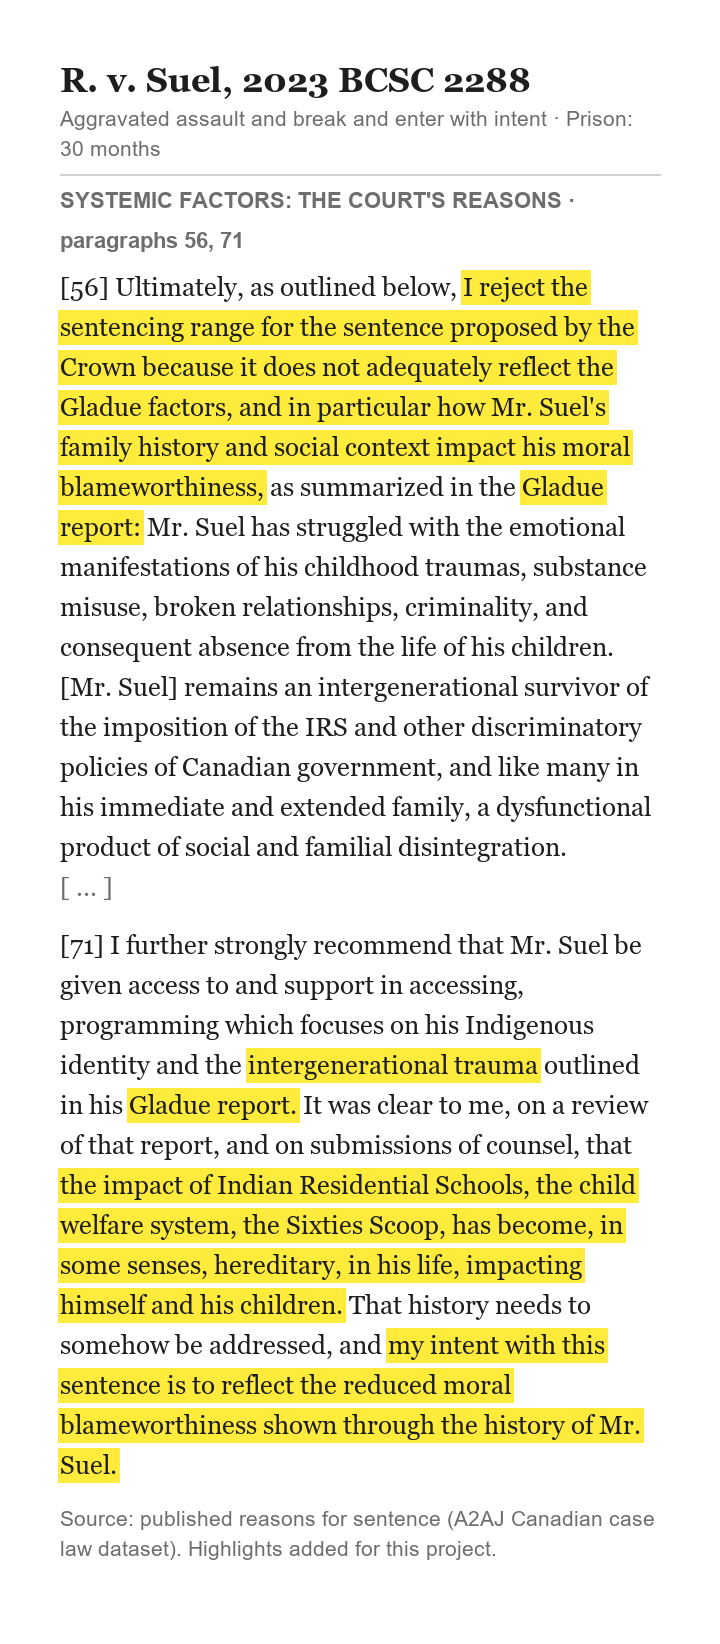 R. v. Suel, 2023 BCSC 2288
Aggravated assault and break and enter with intent · Prison:
30 months
SYSTEMIC FACTORS: THE COURT'S REASONS ·
paragraphs 56, 71
[56] Ultimately, as outlined below, I reject the
sentencing range for the sentence proposed by the
Crown because it does not adequately reflect the
Gladue factors, and in particular how Mr. Suel's
family history and social context impact his moral
blameworthiness, as summarized in the Gladue
report: Mr. Suel has struggled with the emotional
manifestations of his childhood traumas, substance
misuse, broken relationships, criminality, and
consequent absence from the life of his children.
[Mr. Suel] remains an intergenerational survivor of
the imposition of the IRS and other discriminatory
policies of Canadian government, and like many in
his immediate and extended family, a dysfunctional
product of social and familial disintegration.
[ ... ]
[71] I further strongly recommend that Mr. Suel be
given access to and support in accessing,
programming which focuses on his Indigenous
identity and the intergenerational trauma outlined
in his Gladue report. It was clear to me, on a review
of that report, and on submissions of counsel, that
the impact of Indian Residential Schools, the child
welfare system, the Sixties Scoop, has become, in
some senses, hereditary, in his life, impacting
himself and his children. That history needs to
somehow be addressed, and my intent with this
sentence is to reflect the reduced moral
blameworthiness shown through the history of Mr.
Suel.
Source: published reasons for sentence (A2AJ Canadian case
law dataset). Highlights added for this project.